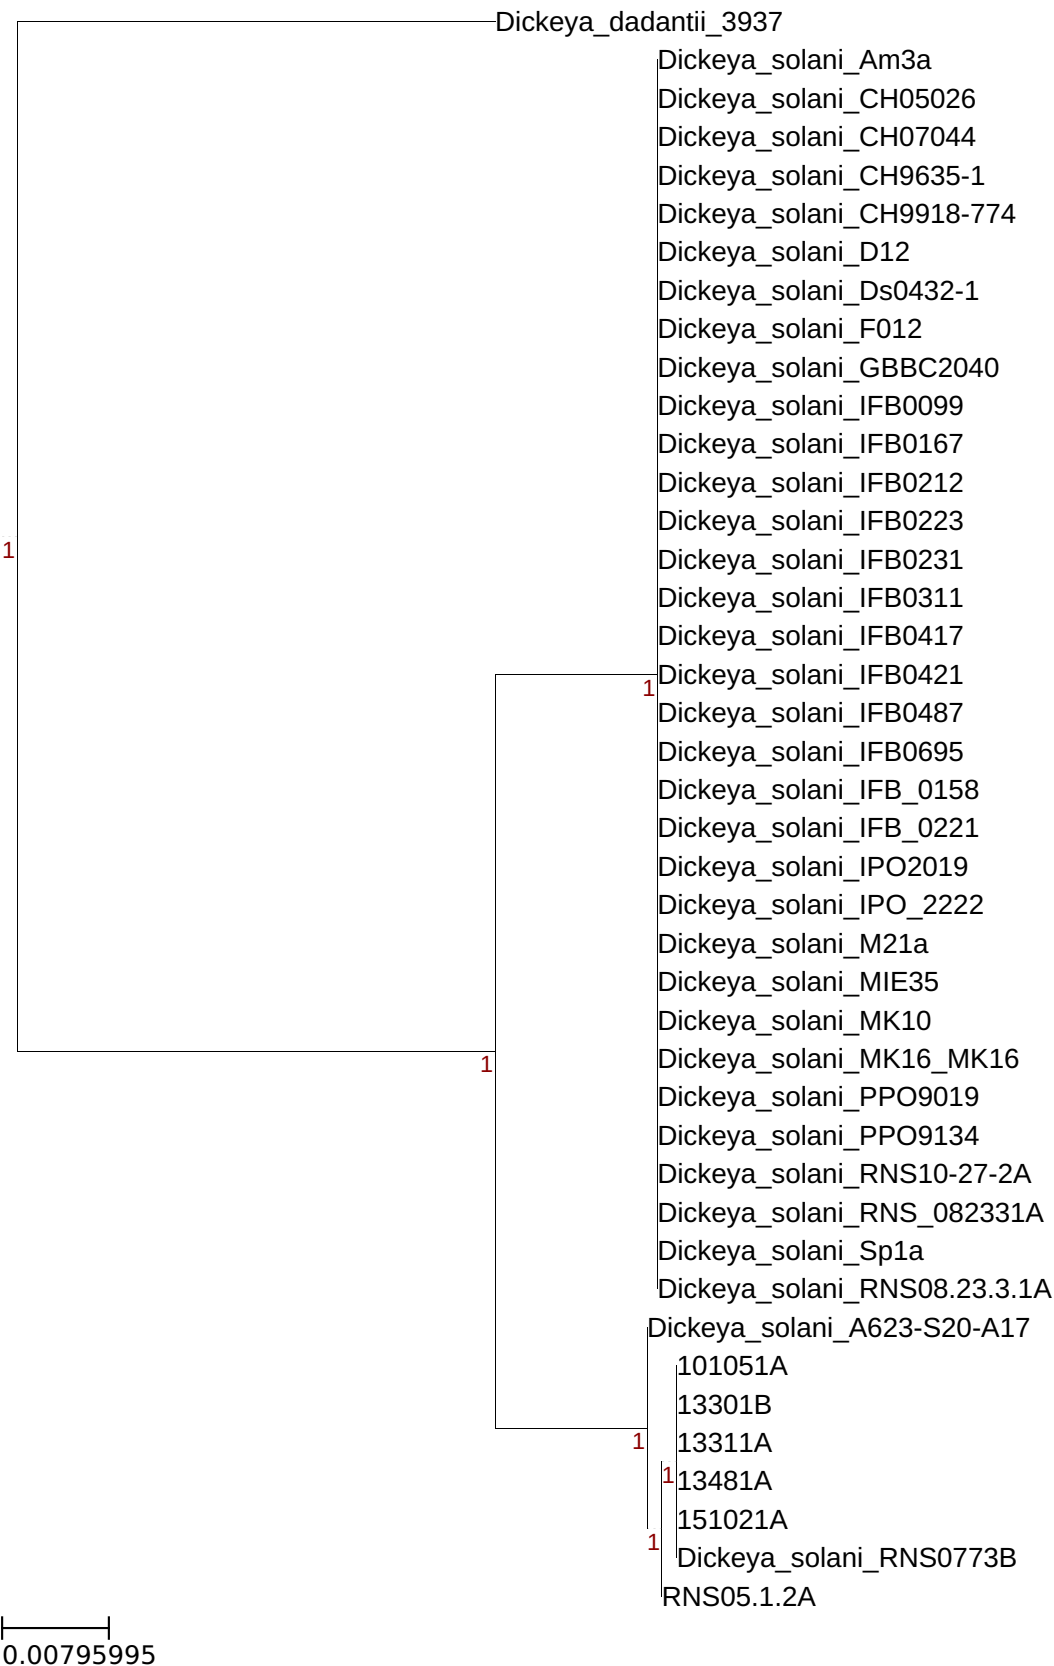 Dickeya_dadantii_3937
Dickeya_solani_Am3a
Dickeya_solani_CH05026
Dickeya_solani_CH07044
Dickeya_solani_CH9635-1
Dickeya_solani_CH9918-774
Dickeya_solani_D12
Dickeya_solani_Ds0432-1
Dickeya_solani_F012
Dickeya_solani_GBBC2040
Dickeya_solani_IFB0099
Dickeya_solani_IFB0167
Dickeya_solani_IFB0212
Dickeya_solani_IFB0223
1
Dickeya_solani_IFB0231
Dickeya_solani_IFB0311
Dickeya_solani_IFB0417
Dickeya_solani_IFB0421
1
Dickeya_solani_IFB0487
Dickeya_solani_IFB0695
Dickeya_solani_IFB_0158
Dickeya_solani_IFB_0221
Dickeya_solani_IPO2019
Dickeya_solani_IPO_2222
Dickeya_solani_M21a
Dickeya_solani_MIE35
Dickeya_solani_MK10
Dickeya_solani_MK16_MK16
1
Dickeya_solani_PPO9019
Dickeya_solani_PPO9134
Dickeya_solani_RNS10-27-2A
Dickeya_solani_RNS_082331A
Dickeya_solani_Sp1a
Dickeya_solani_RNS08.23.3.1A
Dickeya_solani_A623-S20-A17
101051A
13301B
13311A
1
1
13481A
151021A
1
Dickeya_solani_RNS0773B
RNS05.1.2A
0.00795995